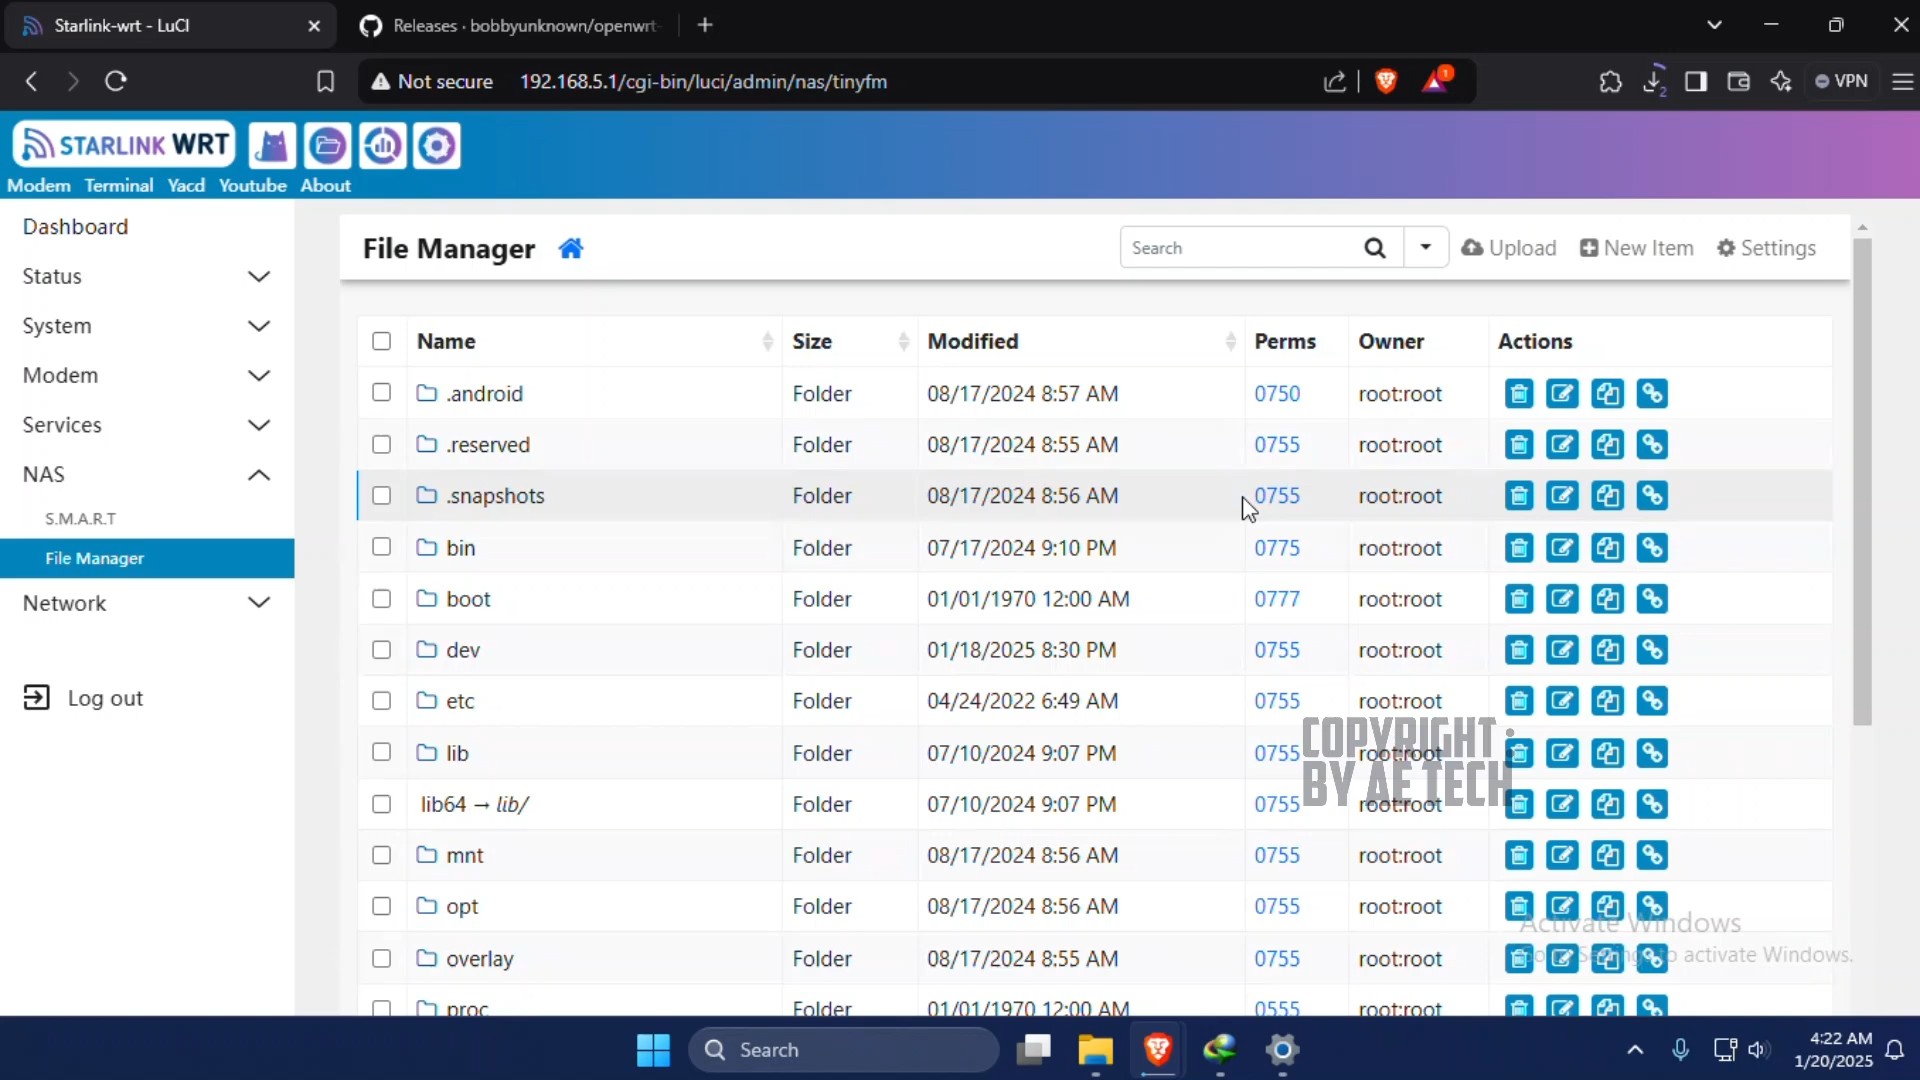 Starlink-wrt - LuCI
Releases · bobbyunknown/openwrt-
Not secure 192.168.5.1/cgi-bin/luci/admin/nas/tinyfm
1
2
VPN
STARLINK WRT
Modem Terminal Yacd Youtube About
Dashboard
Status
System
Modem
Services
NAS
S.M.A.R.T
File Manager
Network
Log out
File Manager
Search
Upload
New Item
Settings
Name Size Modified Perms Owner Actions
.android Folder 08/17/2024 8:57 AM 0750 root:root
.reserved Folder 08/17/2024 8:55 AM 0755 root:root
.snapshots Folder 08/17/2024 8:56 AM 0755 root:root
bin Folder 07/17/2024 9:10 PM 0775 root:root
boot Folder 01/01/1970 12:00 AM 0777 root:root
dev Folder 01/18/2025 8:30 PM 0755 root:root
etc Folder 04/24/2022 6:49 AM 0755 root:root
lib Folder 07/10/2024 9:07 PM 0755 root:root
lib64 → lib/ Folder 07/10/2024 9:07 PM 0755 root:root
mnt Folder 08/17/2024 8:56 AM 0755 root:root
opt Folder 08/17/2024 8:56 AM 0755 root:root
overlay Folder 08/17/2024 8:55 AM 0755 root:root
proc Folder 01/01/1970 12:00 AM 0555 root:root
COPYRIGHT :
BY AE TECH
Activate Windows
Go to Settings to activate Windows.
Search
4:22 AM
1/20/2025